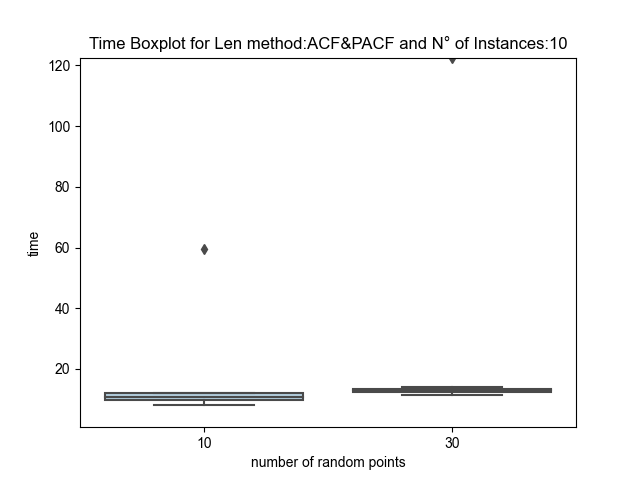 Time Boxplot for Len method:ACF&PACF and N° of Instances:10
120
100
80
60
40
20
time
10
30
number of random points